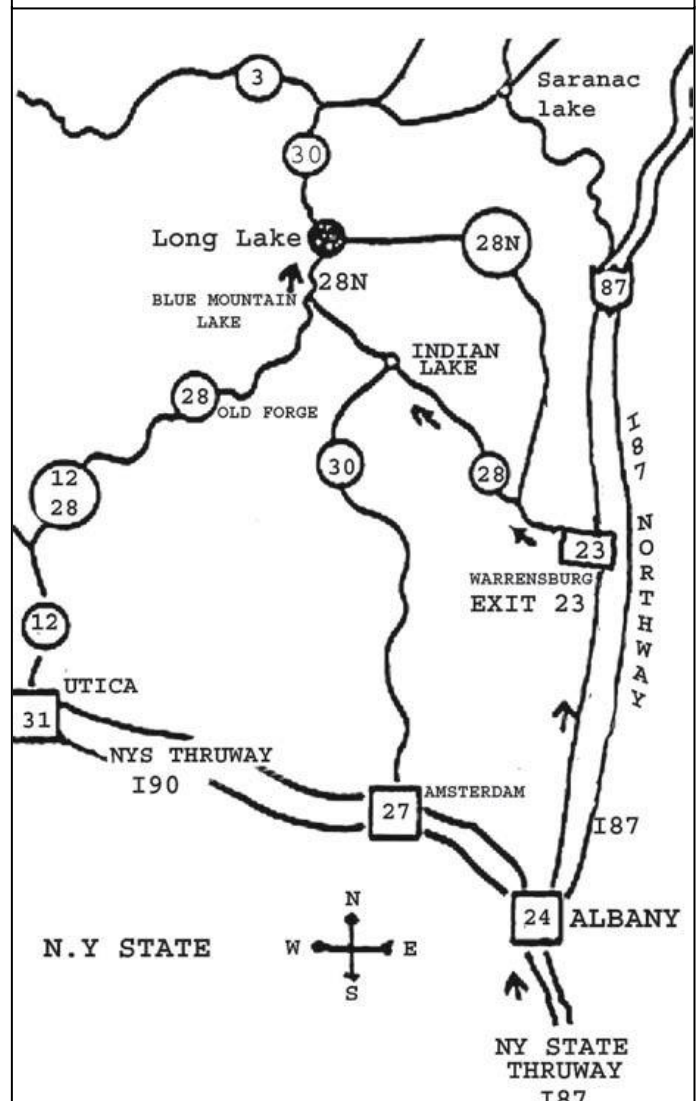 3
Saranac
lake
30
Long Lake
28N
28N
87
BLUE MOUNTAIN
LAKE
INDIAN
LAKE
28
OLD FORGE
30
28
12
28
I87 NORTHWAY
23
WARRENSBURG
EXIT 23
12
UTICA
31
NYS THRUWAY
I90
AMSTERDAM
27
I87
24
ALBANY
N.Y STATE
N
W
E
S
NY STATE
THRUWAY
I87